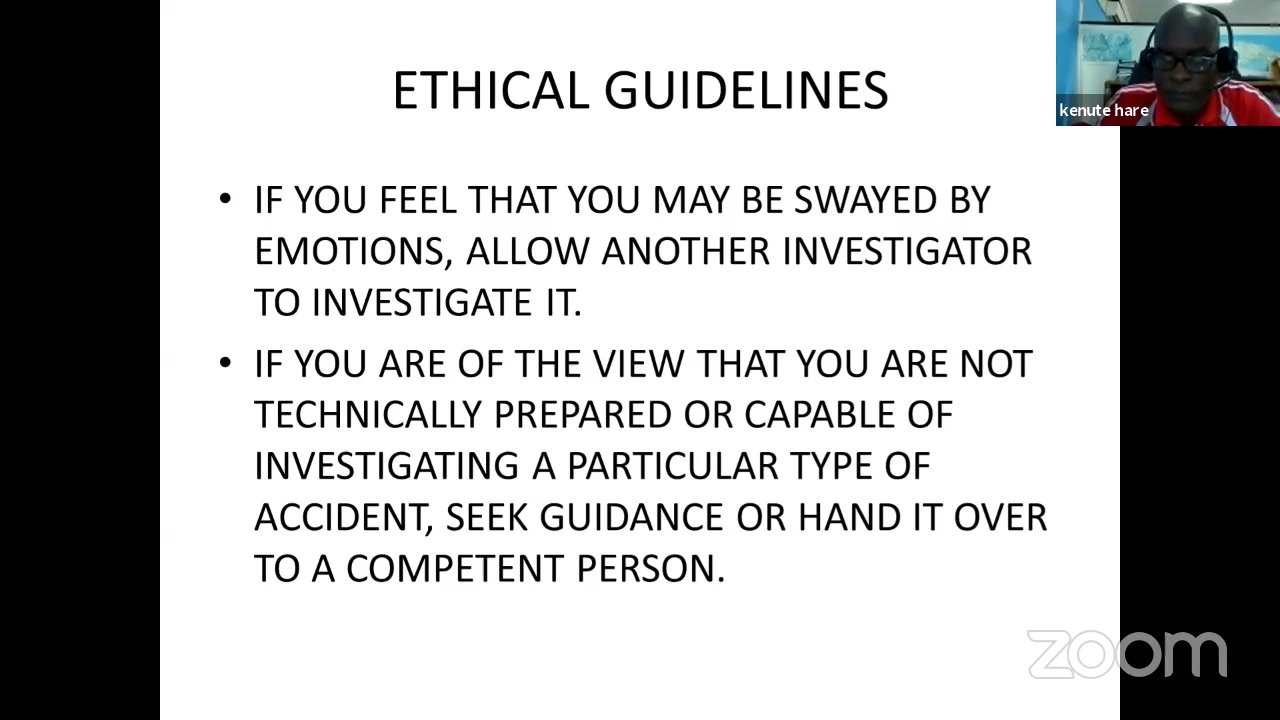 ETHICAL GUIDELINES
kenute hare
• IF YOU FEEL THAT YOU MAY BE SWAYED BY
EMOTIONS, ALLOW ANOTHER INVESTIGATOR
TO INVESTIGATE IT.
• IF YOU ARE OF THE VIEW THAT YOU ARE NOT
TECHNICALLY PREPARED OR CAPABLE OF
INVESTIGATING A PARTICULAR TYPE OF
ACCIDENT, SEEK GUIDANCE OR HAND IT OVER
TO A COMPETENT PERSON.
zoom